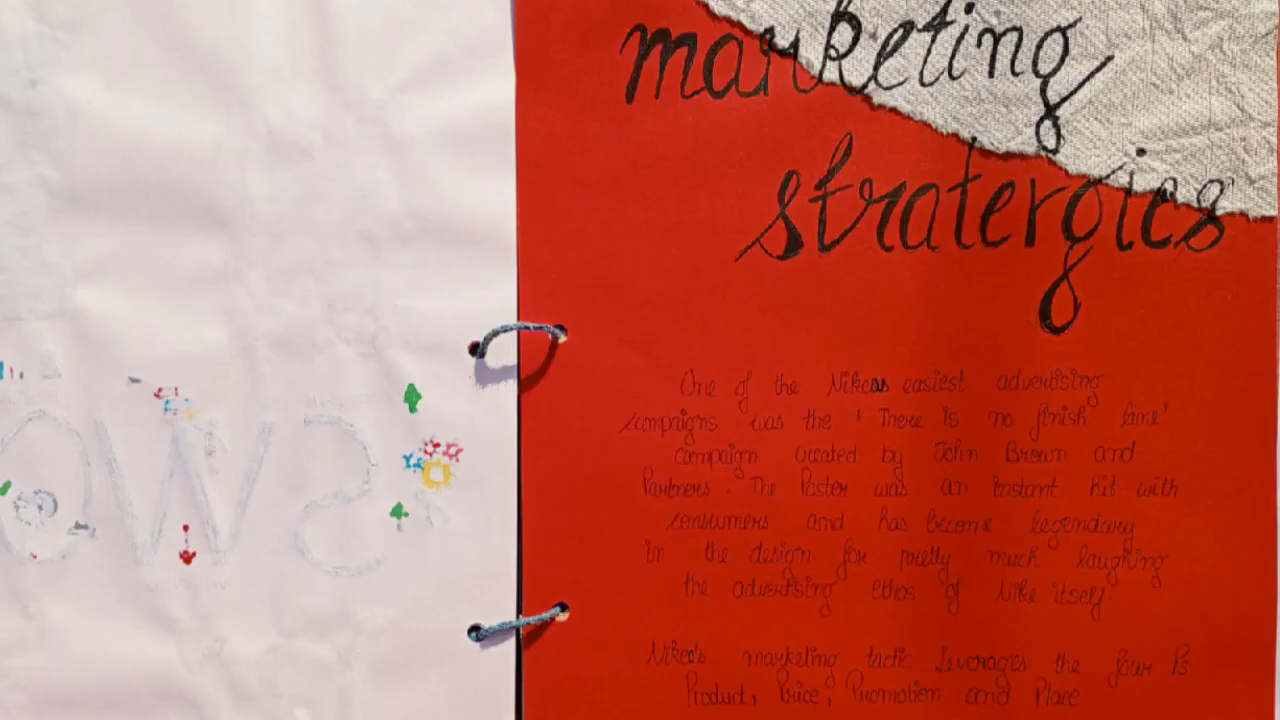 marketing
stratergies
One of the Nikeas easiest advertising
campaigns was the ' There is no finish line'
campaign created by John Brown and
Partners. The Poster was an instant hit with
consumers and has become legendary
in the design for pretty much laughing
the advertising ethos of Nike itself.
Nikea's marketing tactic leverages the four Ps
Product, Price, Promotion and Place